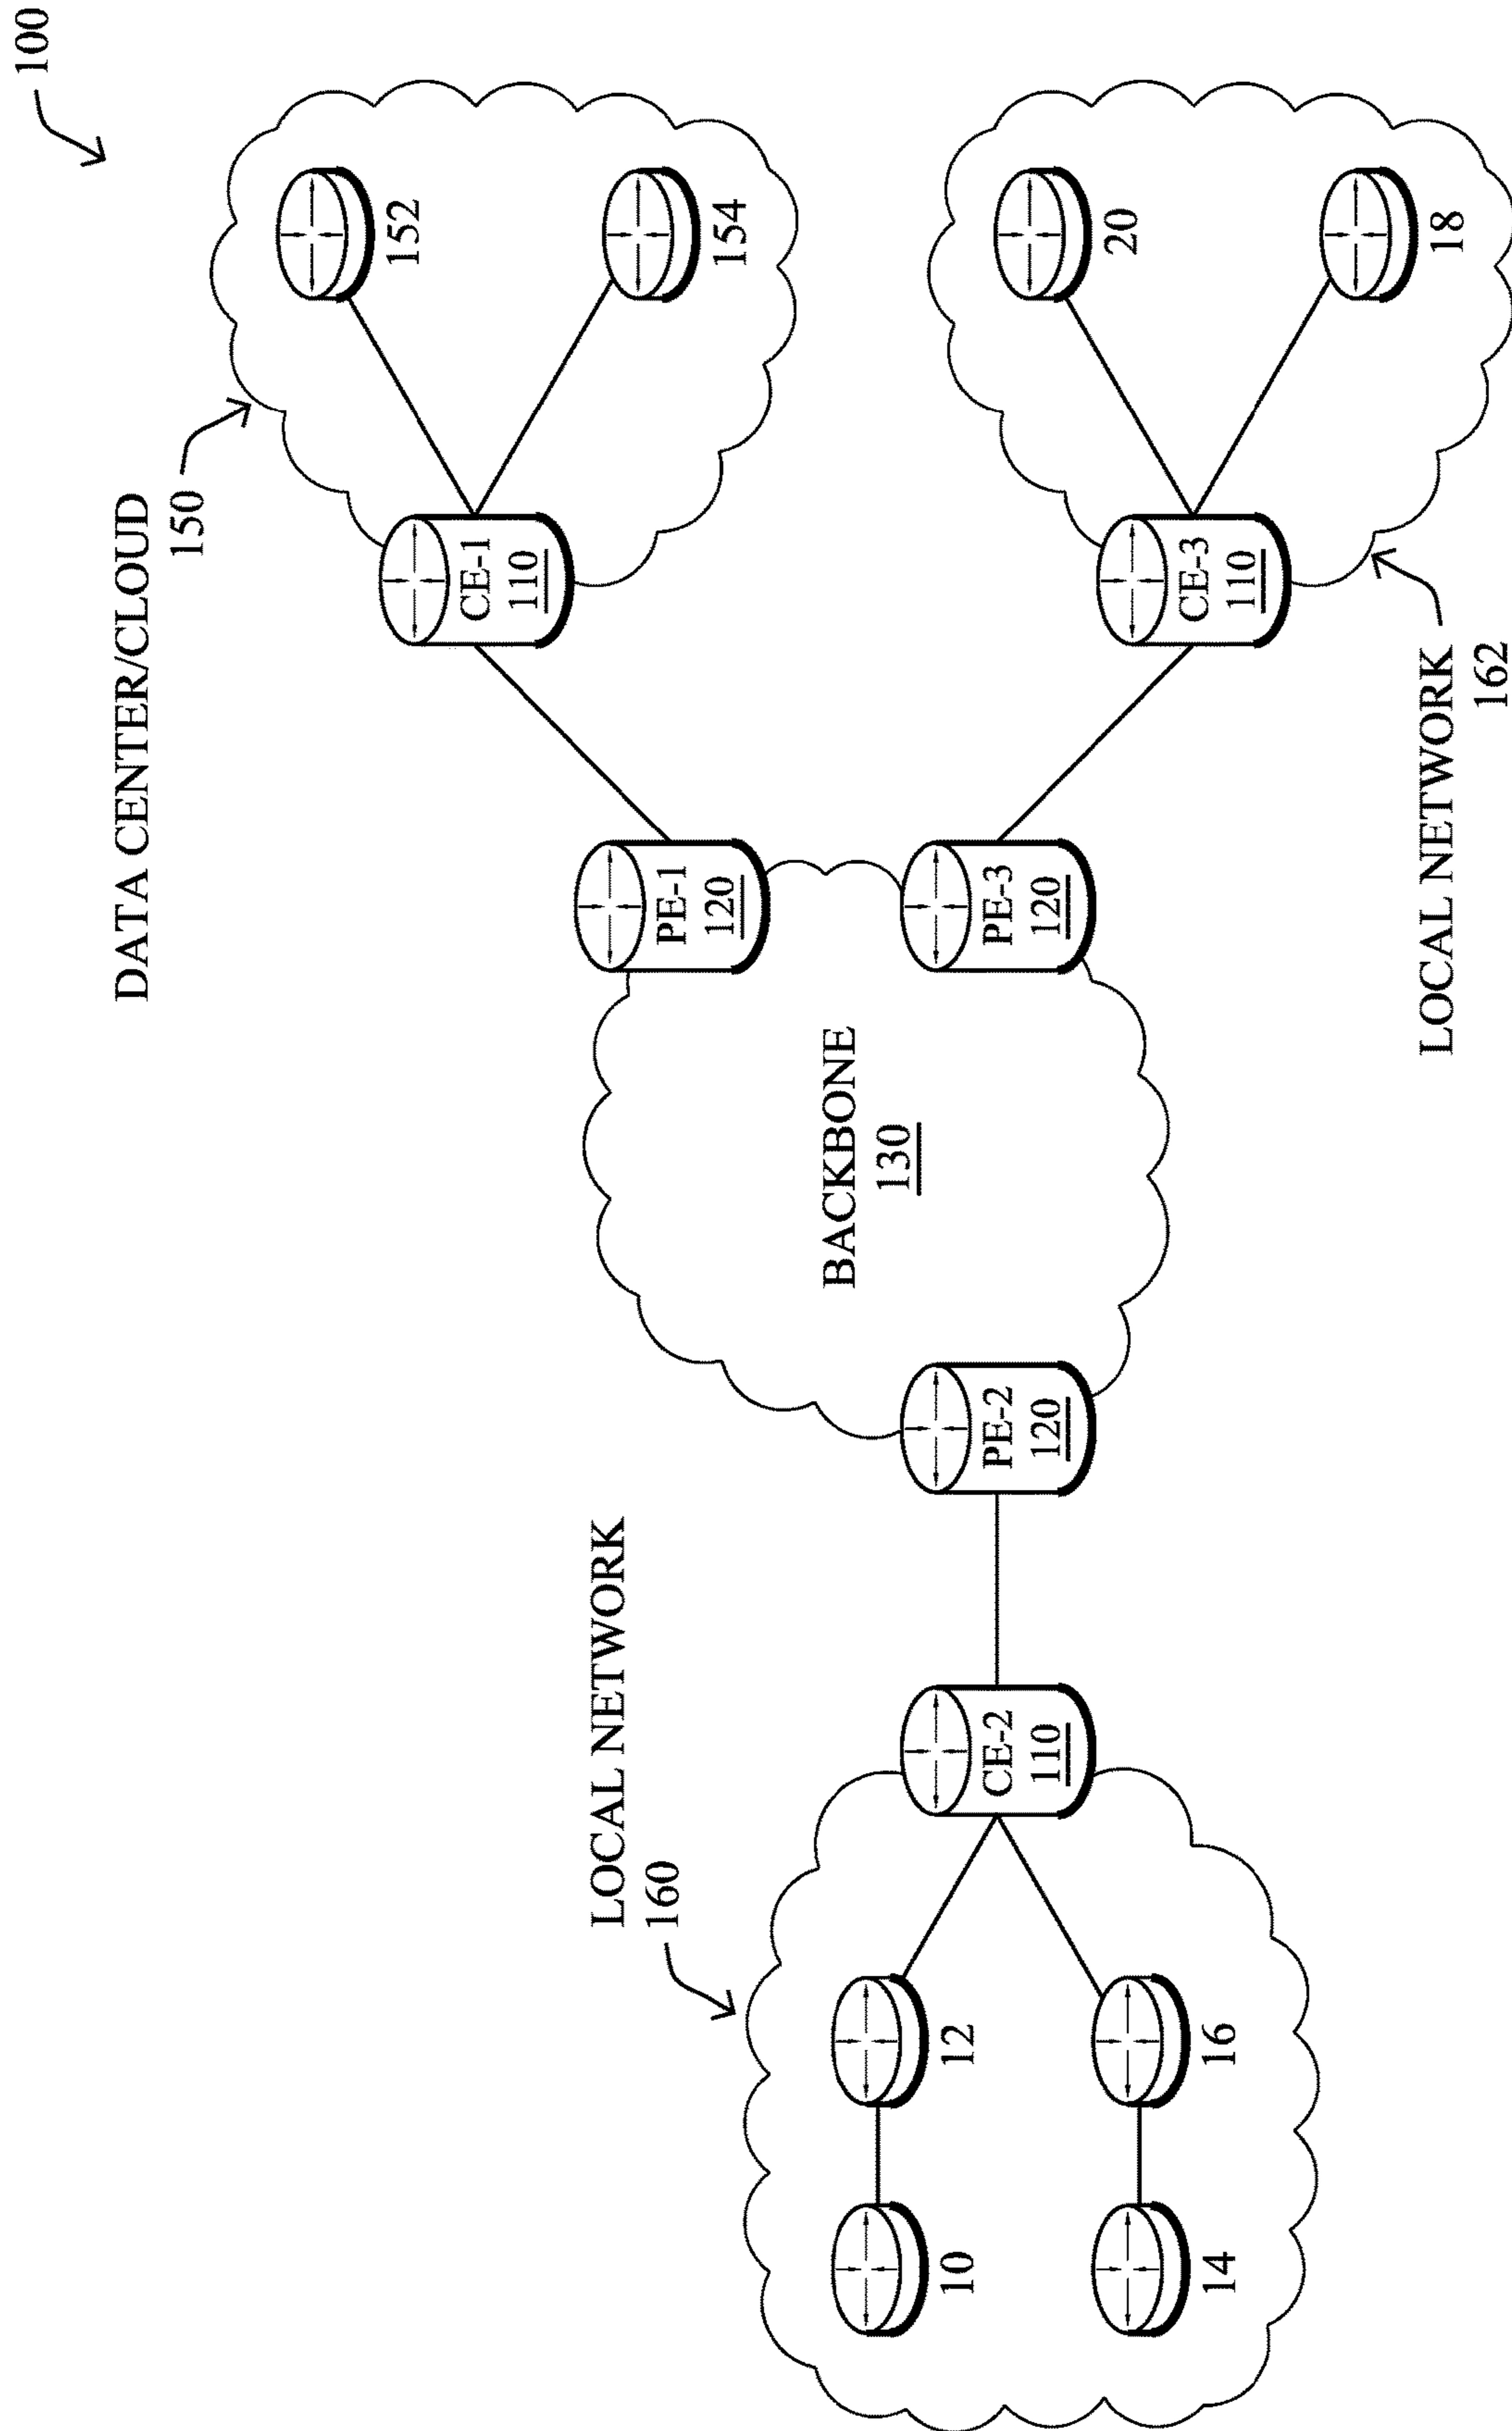 100
DATA CENTER/CLOUD
150
152
154
CE-1
110
PE-1
120
LOCAL NETWORK
160
BACKBONE
130
12
10
CE-2
110
PE-2
120
PE-3
120
16
14
20
CE-3
110
18
LOCAL NETWORK
162